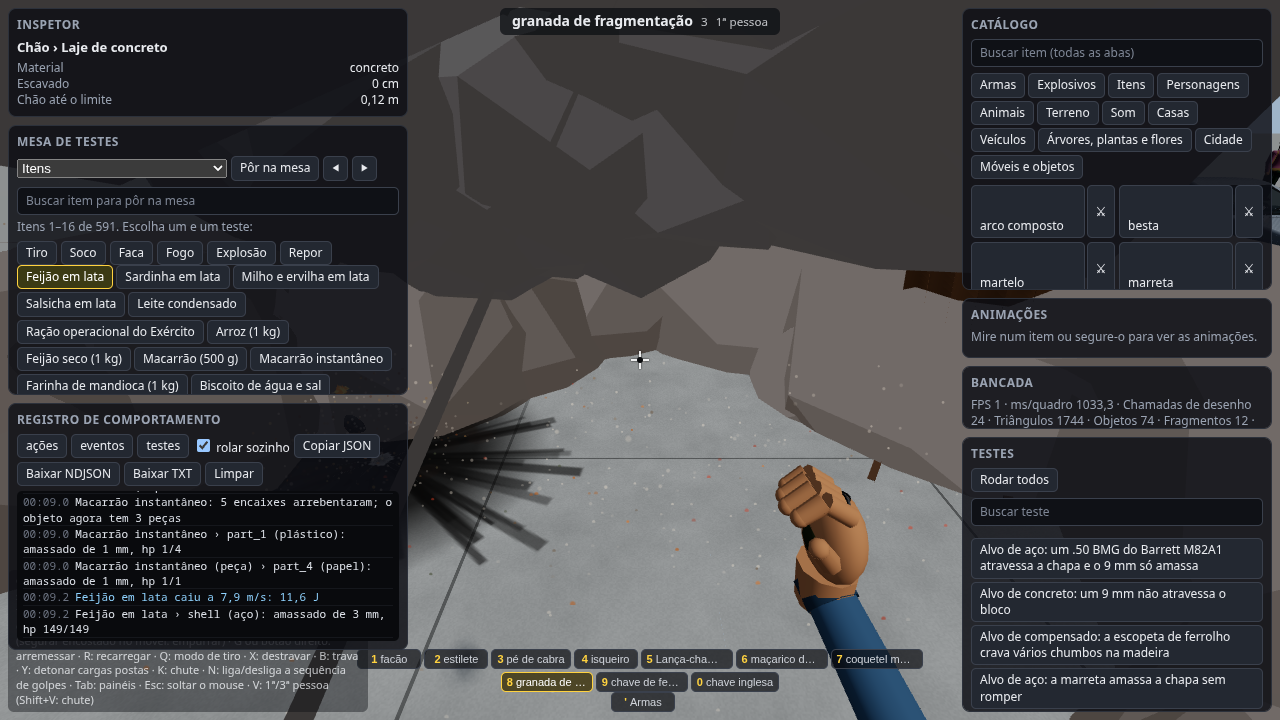 INSPETOR
Chão › Laje de concreto
Material concreto
Escavado 0 cm
Chão até o limite 0,12 m
MESA DE TESTES
Itens Pôr na mesa ◄ ►
Buscar item para pôr na mesa
Itens 1–16 de 591. Escolha um e um teste:
Tiro Soco Faca Fogo Explosão Repor
Feijão em lata Sardinha em lata Milho e ervilha em lata
Salsicha em lata Leite condensado
Ração operacional do Exército Arroz (1 kg)
Feijão seco (1 kg) Macarrão (500 g) Macarrão instantâneo
Farinha de mandioca (1 kg) Biscoito de água e sal
REGISTRO DE COMPORTAMENTO
ações eventos testes rolar sozinho Copiar JSON
Baixar NDJSON Baixar TXT Limpar
00:09.0 Macarrão instantâneo: 5 encaixes arrebentaram; o
objeto agora tem 3 peças
00:09.0 Macarrão instantâneo › part_1 (plástico):
amassado de 1 mm, hp 1/4
00:09.0 Macarrão instantâneo (peça) › part_4 (papel):
amassado de 1 mm, hp 1/1
00:09.2 Feijão em lata caiu a 7,9 m/s: 11,6 J
00:09.2 Feijão em lata › shell (aço): amassado de 3 mm,
hp 149/149
arremessar · R: recarregar · Q: modo de tiro · X: destravar · B: trava
· Y: detonar cargas postas · K: chute · N: liga/desliga a sequência
de golpes · Tab: painéis · Esc: soltar o mouse · V: 1ª/3ª pessoa
(Shift+V: chute)
granada de fragmentação 3 1ª pessoa
1 facão 2 estilete 3 pé de cabra 4 isqueiro 5 Lança-cha… 6 maçarico d… 7 coquetel m…
8 granada de … 9 chave de fe… 0 chave inglesa
' Armas
CATÁLOGO
Buscar item (todas as abas)
Armas Explosivos Itens Personagens
Animais Terreno Som Casas
Veículos Árvores, plantas e flores Cidade
Móveis e objetos
arco composto ⚔ besta ⚔
martelo ⚔ marreta ⚔
ANIMAÇÕES
Mire num item ou segure-o para ver as animações.
BANCADA
FPS 1 · ms/quadro 1033,3 · Chamadas de desenho
24 · Triângulos 1744 · Objetos 74 · Fragmentos 12 ·
TESTES
Rodar todos
Buscar teste
Alvo de aço: um .50 BMG do Barrett M82A1
atravessa a chapa e o 9 mm só amassa
Alvo de concreto: um 9 mm não atravessa o
bloco
Alvo de compensado: a escopeta de ferrolho
crava vários chumbos na madeira
Alvo de aço: a marreta amassa a chapa sem
romper